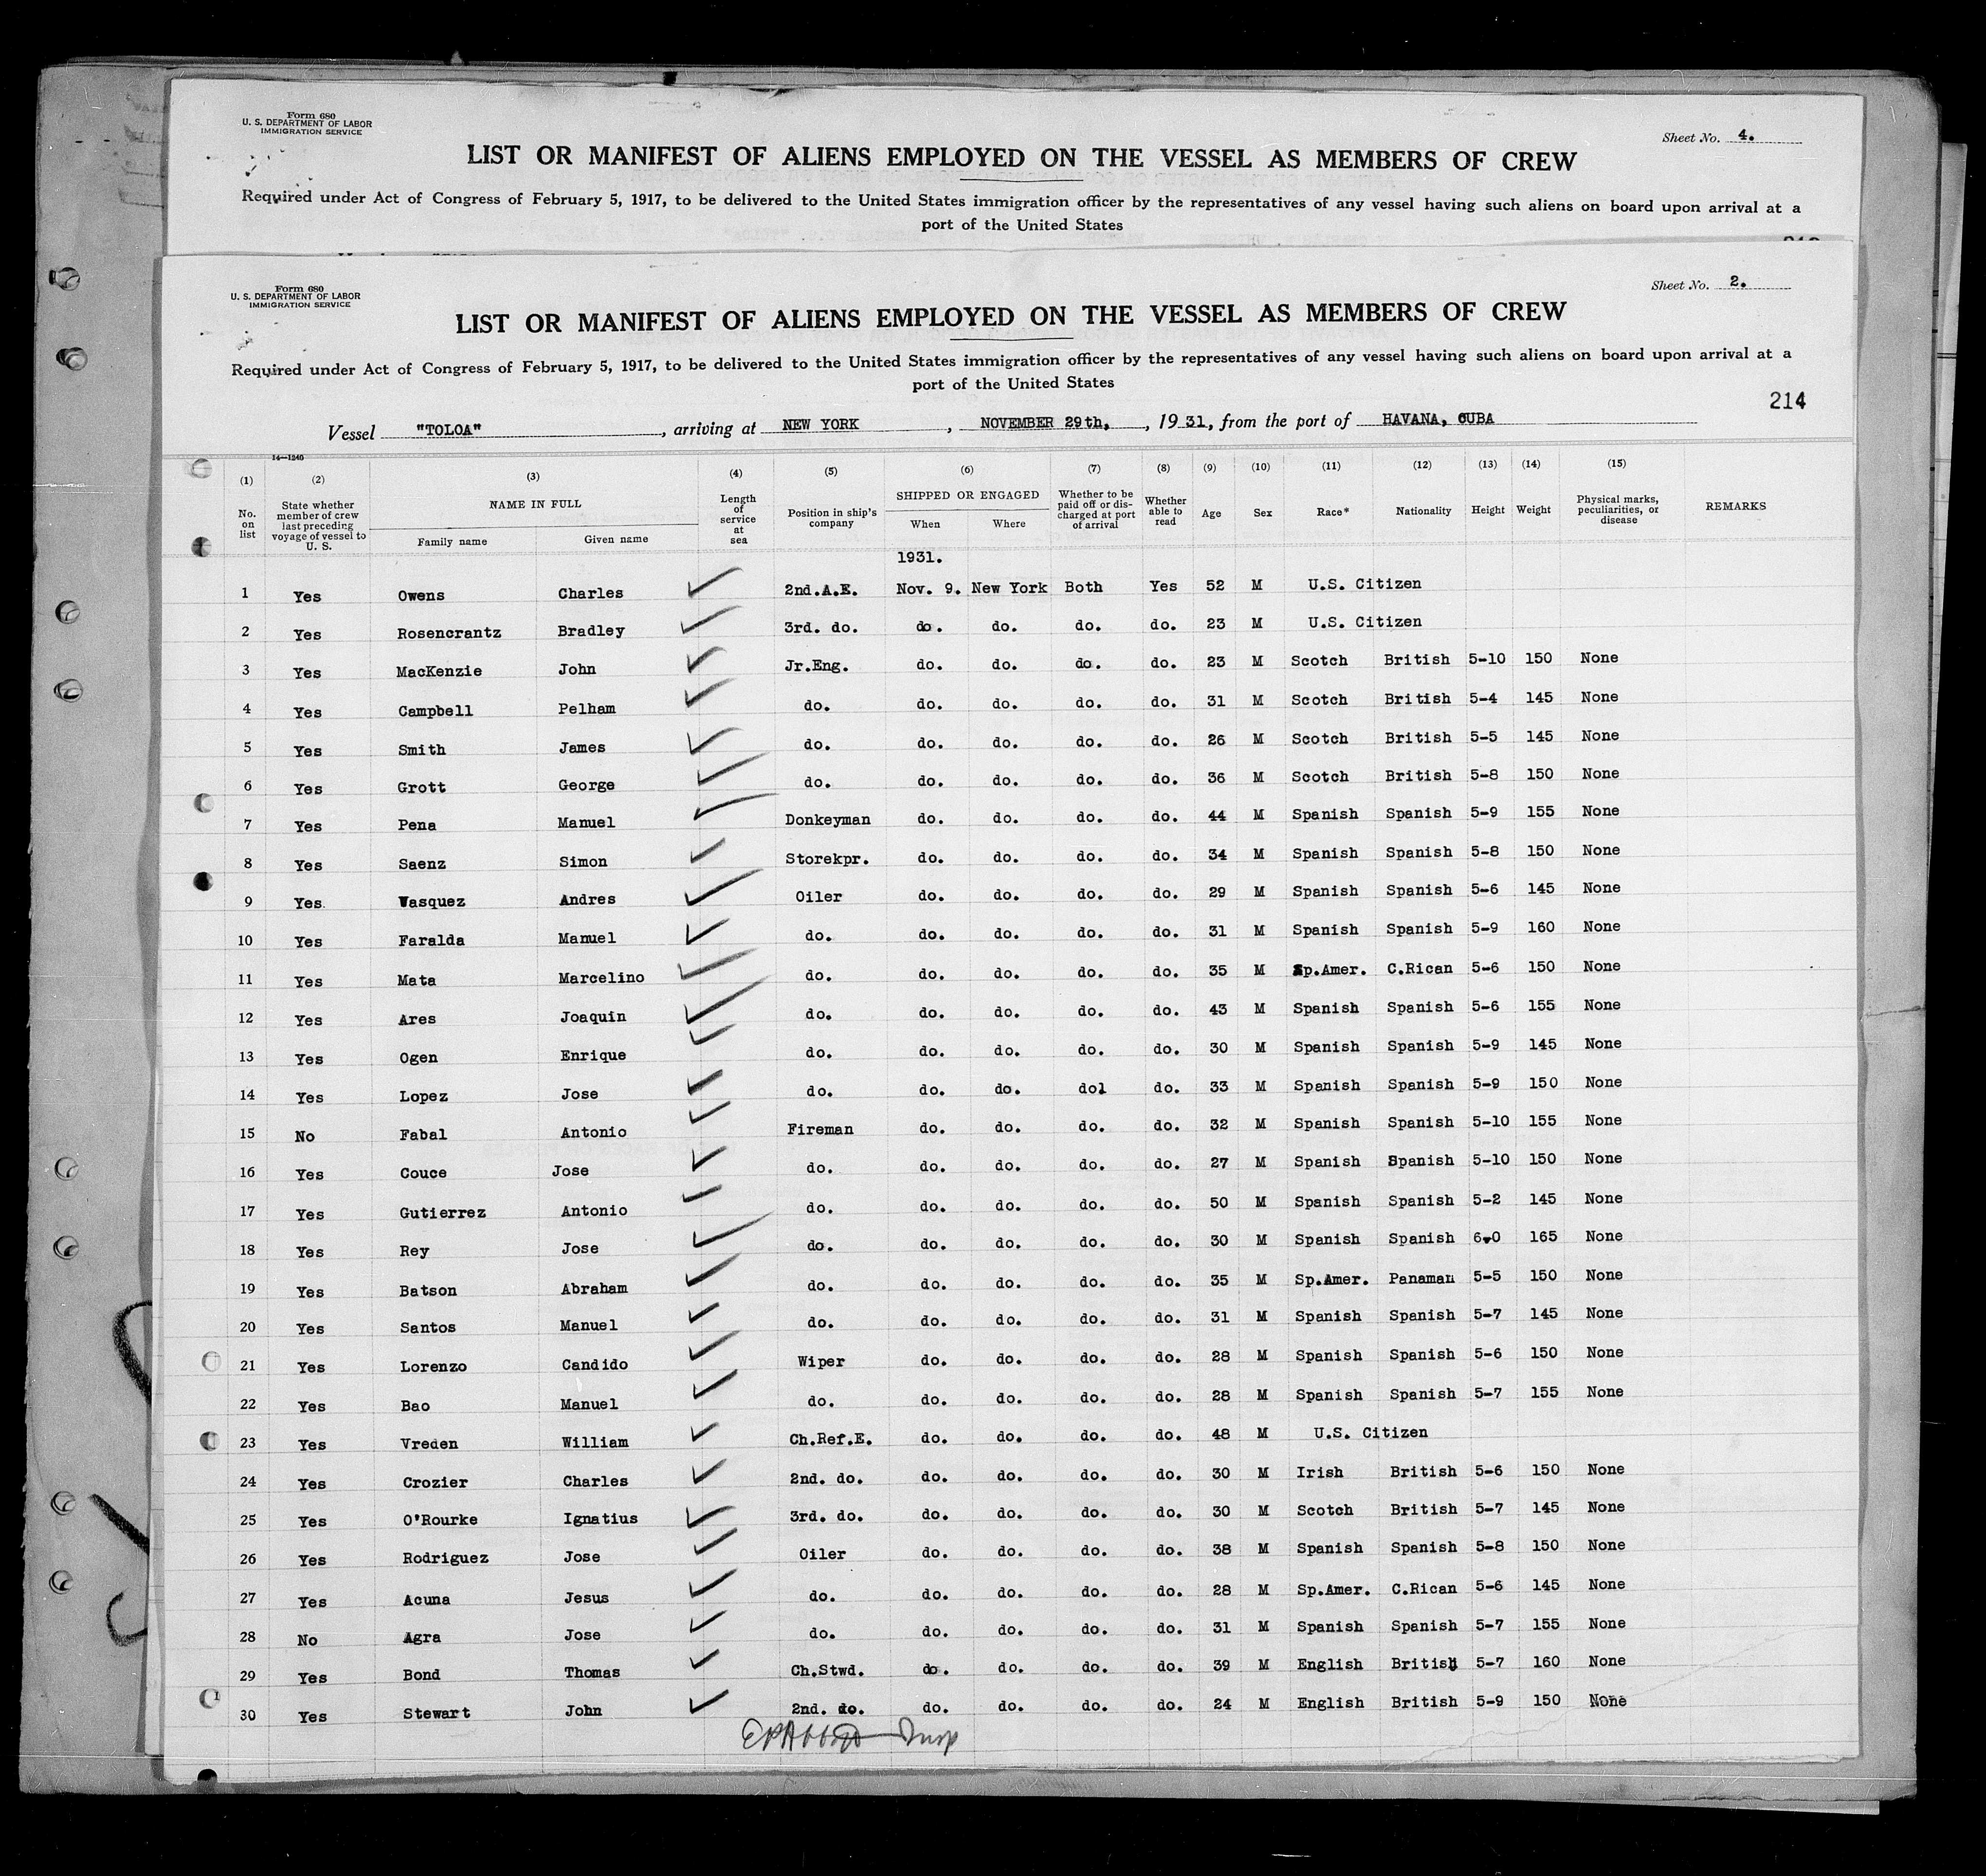 Form 680
U. S. DEPARTMENT OF LABOR
IMMIGRATION SERVICE
Sheet No. 4.
LIST OR MANIFEST OF ALIENS EMPLOYED ON THE VESSEL AS MEMBERS OF CREW
Required under Act of Congress of February 5, 1917, to be delivered to the United States immigration officer by the representatives of any vessel having such aliens on board upon arrival at a
port of the United States
Form 680
U. S. DEPARTMENT OF LABOR
IMMIGRATION SERVICE
Sheet No. 2.
LIST OR MANIFEST OF ALIENS EMPLOYED ON THE VESSEL AS MEMBERS OF CREW
Required under Act of Congress of February 5, 1917, to be delivered to the United States immigration officer by the representatives of any vessel having such aliens on board upon arrival at a
port of the United States
214
Vessel "TOLOA", arriving at NEW YORK, NOVEMBER 29th, , 1931, from the port of HAVANA, CUBA
14—1240
(1) (2) (3) (4) (5) (6) (7) (8) (9) (10) (11) (12) (13) (14) (15)
No. on list State whether member of crew last preceding voyage of vessel to U. S. NAME IN FULL Family name Given name Length of service at sea Position in ship's company SHIPPED OR ENGAGED When Where Whether to be paid off or discharged at port of arrival Whether able to read Age Sex Race* Nationality Height Weight Physical marks, peculiarities, or disease REMARKS
1931.
1 Yes Owens Charles 2nd.A.E. Nov. 9. New York Both Yes 52 M U.S. Citizen
2 Yes Rosencrantz Bradley 3rd. do. do. do. do. do. 23 M U.S. Citizen
3 Yes MacKenzie John Jr.Eng. do. do. do. do. 23 M Scotch British 5-10 150 None
4 Yes Campbell Pelham do. do. do. do. do. 31 M Scotch British 5-4 145 None
5 Yes Smith James do. do. do. do. do. 26 M Scotch British 5-5 145 None
6 Yes Grott George do. do. do. do. do. 36 M Scotch British 5-8 150 None
7 Yes Pena Manuel Donkeyman do. do. do. do. 44 M Spanish Spanish 5-9 155 None
8 Yes Saenz Simon Storekpr. do. do. do. do. 34 M Spanish Spanish 5-8 150 None
9 Yes. Vasquez Andres Oiler do. do. do. do. 29 M Spanish Spanish 5-6 145 None
10 Yes Faralda Manuel do. do. do. do. do. 31 M Spanish Spanish 5-9 160 None
11 Yes Mata Marcelino do. do. do. do. do. 35 M Sp.Amer. C.Rican 5-6 150 None
12 Yes Ares Joaquin do. do. do. do. do. 43 M Spanish Spanish 5-6 155 None
13 Yes Ogen Enrique do. do. do. do. do. 30 M Spanish Spanish 5-9 145 None
14 Yes Lopez Jose do. do. do. dol do. 33 M Spanish Spanish 5-9 150 None
15 No Fabal Antonio Fireman do. do. do. do. 32 M Spanish Spanish 5-10 155 None
16 Yes Couce Jose do. do. do. do. do. 27 M Spanish Spanish 5-10 150 None
17 Yes Gutierrez Antonio do. do. do. do. do. 50 M Spanish Spanish 5-2 145 None
18 Yes Rey Jose do. do. do. do. do. 30 M Spanish Spanish 6-0 165 None
19 Yes Batson Abraham do. do. do. do. do. 35 M Sp.Amer. Panaman 5-5 150 None
20 Yes Santos Manuel do. do. do. do. do. 31 M Spanish Spanish 5-7 145 None
21 Yes Lorenzo Candido Wiper do. do. do. do. 28 M Spanish Spanish 5-6 150 None
22 Yes Bao Manuel do. do. do. do. do. 28 M Spanish Spanish 5-7 155 None
23 Yes Vreden William Ch.Ref.E. do. do. do. do. 48 M U.S. Citizen
24 Yes Crozier Charles 2nd. do. do. do. do. do. 30 M Irish British 5-6 150 None
25 Yes O'Rourke Ignatius 3rd. do. do. do. do. do. 30 M Scotch British 5-7 145 None
26 Yes Rodriguez Jose Oiler do. do. do. do. 38 M Spanish Spanish 5-8 150 None
27 Yes Acuna Jesus do. do. do. do. do. 28 M Sp.Amer. C.Rican 5-6 145 None
28 No Agra Jose do. do. do. do. do. 31 M Spanish Spanish 5-7 155 None
29 Yes Bond Thomas Ch.Stwd. do. do. do. do. 39 M English British 5-7 160 None
30 Yes Stewart John 2nd. do. do. do. do. do. 24 M English British 5-9 150 None